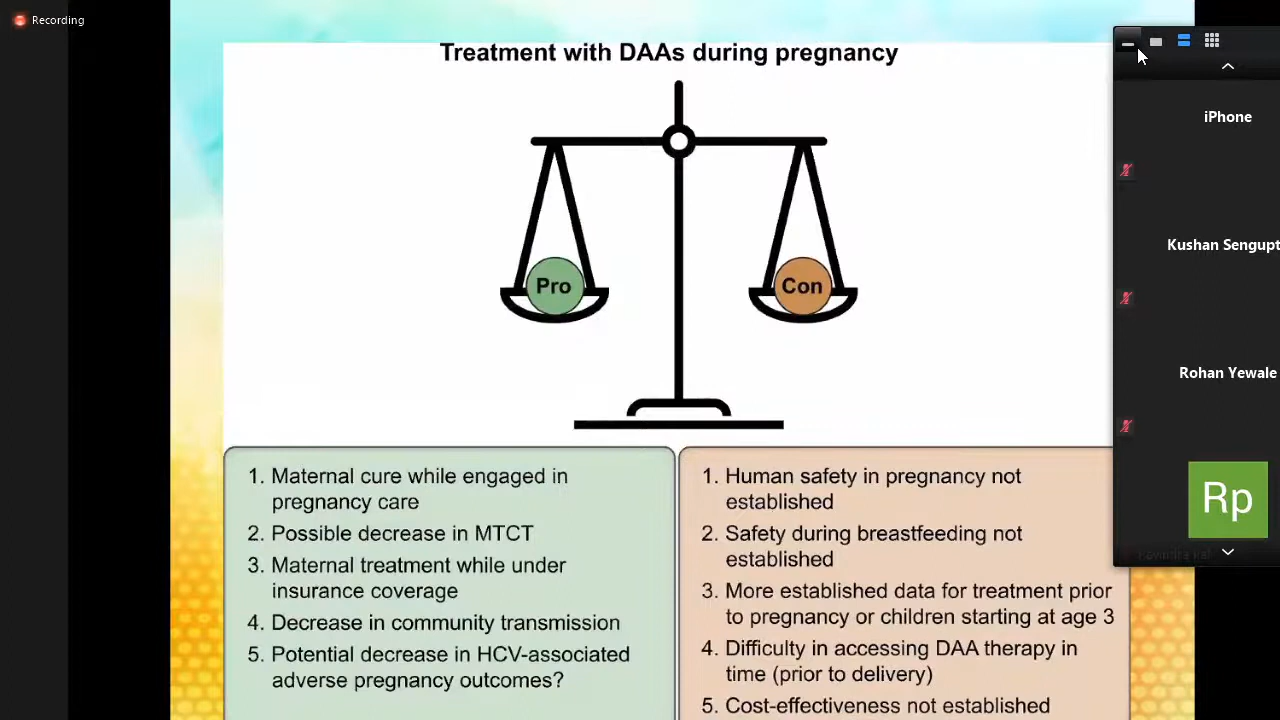 Recording
Treatment with DAAs during pregnancy
Pro
Con
1. Maternal cure while engaged in
pregnancy care
2. Possible decrease in MTCT
3. Maternal treatment while under
insurance coverage
4. Decrease in community transmission
5. Potential decrease in HCV-associated
adverse pregnancy outcomes?
1. Human safety in pregnancy not
established
2. Safety during breastfeeding not
established
3. More established data for treatment prior
to pregnancy or children starting at age 3
4. Difficulty in accessing DAA therapy in
time (prior to delivery)
5. Cost-effectiveness not established
iPhone
Kushan Sengupt
Rohan Yewale
Rp